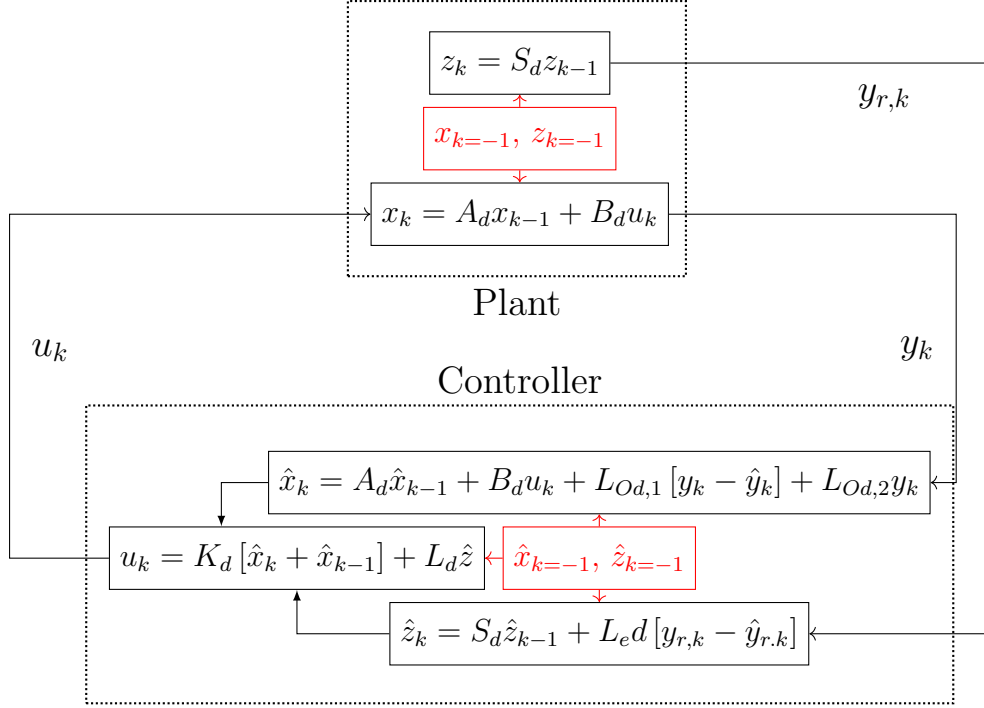 z_k = S_d z_{k−1}
y_{r,k}
x_{k=−1}, z_{k=−1}
x_k = A_d x_{k−1} + B_d u_k
Plant
u_k
y_k
Controller
x̂_k = A_d x̂_{k−1} + B_d u_k + L_{Od,1} [y_k − ŷ_k] + L_{Od,2} y_k
u_k = K_d [x̂_k + x̂_{k−1}] + L_d ẑ
x̂_{k=−1}, ẑ_{k=−1}
ẑ_k = S_d ẑ_{k−1} + L_e d [y_{r,k} − ŷ_{r.k}]